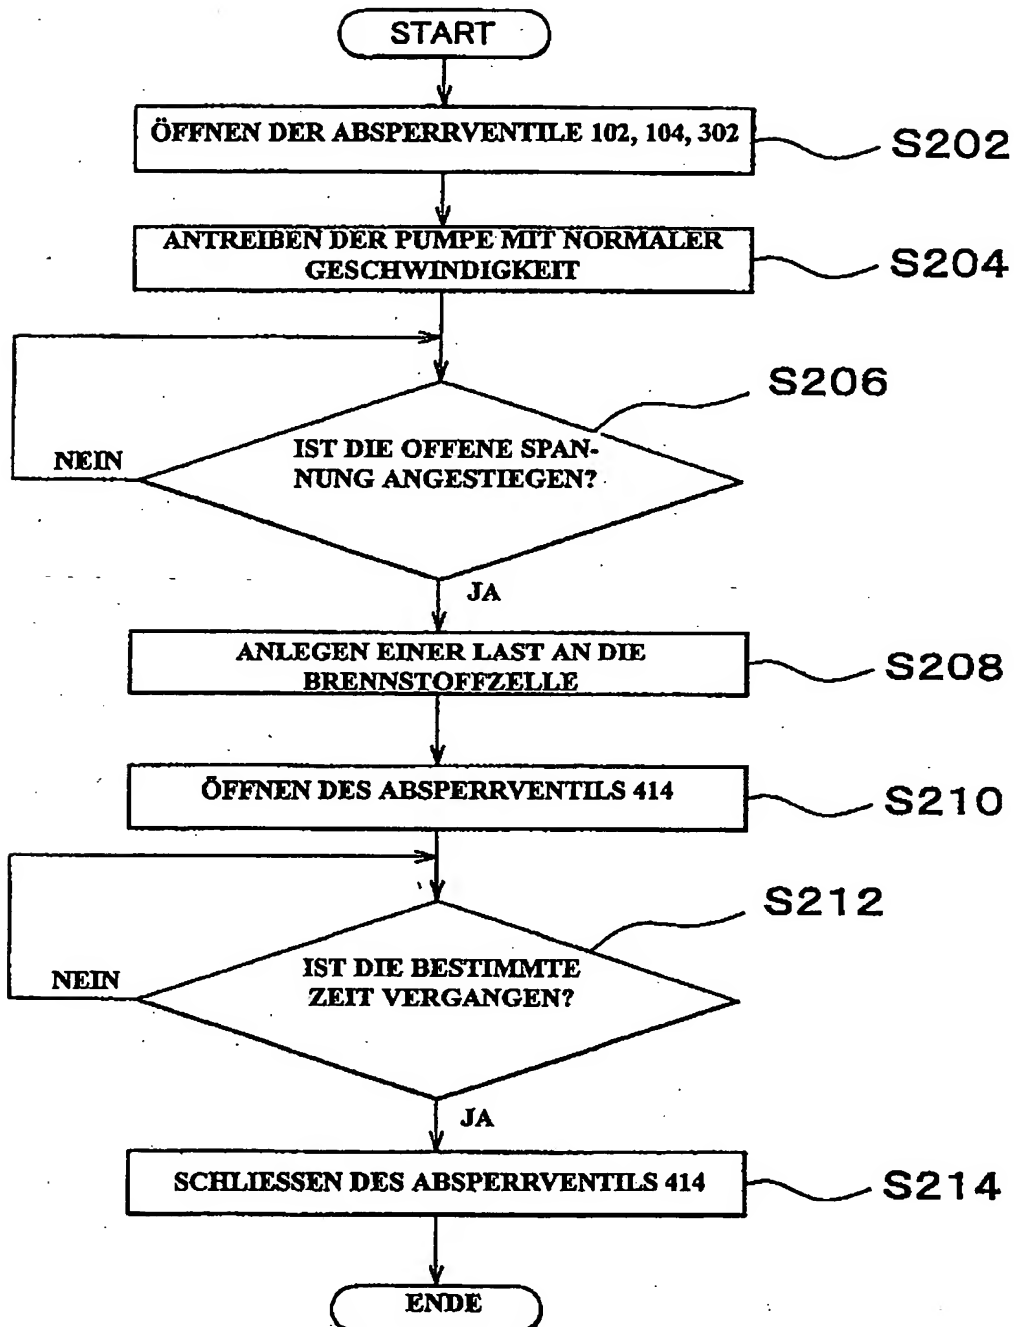 START
ÖFFNEN DER ABSPERRVENTILE 102, 104, 302
S202
ANTREIBEN DER PUMPE MIT NORMALER
GESCHWINDIGKEIT
S204
S206
IST DIE OFFENE SPAN-
NUNG ANGESTIEGEN?
NEIN
JA
ANLEGEN EINER LAST AN DIE
BRENNSTOFFZELLE
S208
ÖFFNEN DES ABSPERRVENTILS 414
S210
S212
IST DIE BESTIMMTE
ZEIT VERGANGEN?
NEIN
JA
SCHLIESSEN DES ABSPERRVENTILS 414
S214
ENDE